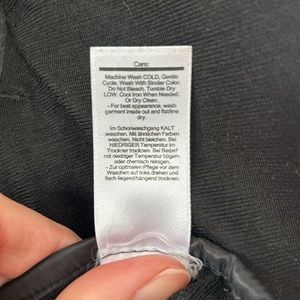 Care:
Machine Wash COLD, Gentle
Cycle. Wash With Similar Color.
Do Not Bleach. Tumble Dry
LOW. Cool Iron When Needed.
Or Dry Clean.
- For best appearance, wash
garment inside out and flat/line
dry.
Im Schonwaschgang KALT
waschen. Mit ähnlichen Farben
waschen. Nicht bleichen. Bei
NIEDRIGER Temperatur im
Trockner trocknen. Bei Bedarf
mit niedriger Temperatur bügeln,
oder chemisch reinigen.
- Zur optimalen Pflege vor dem
Waschen auf links drehen und
flach liegend/hängend trocknen.